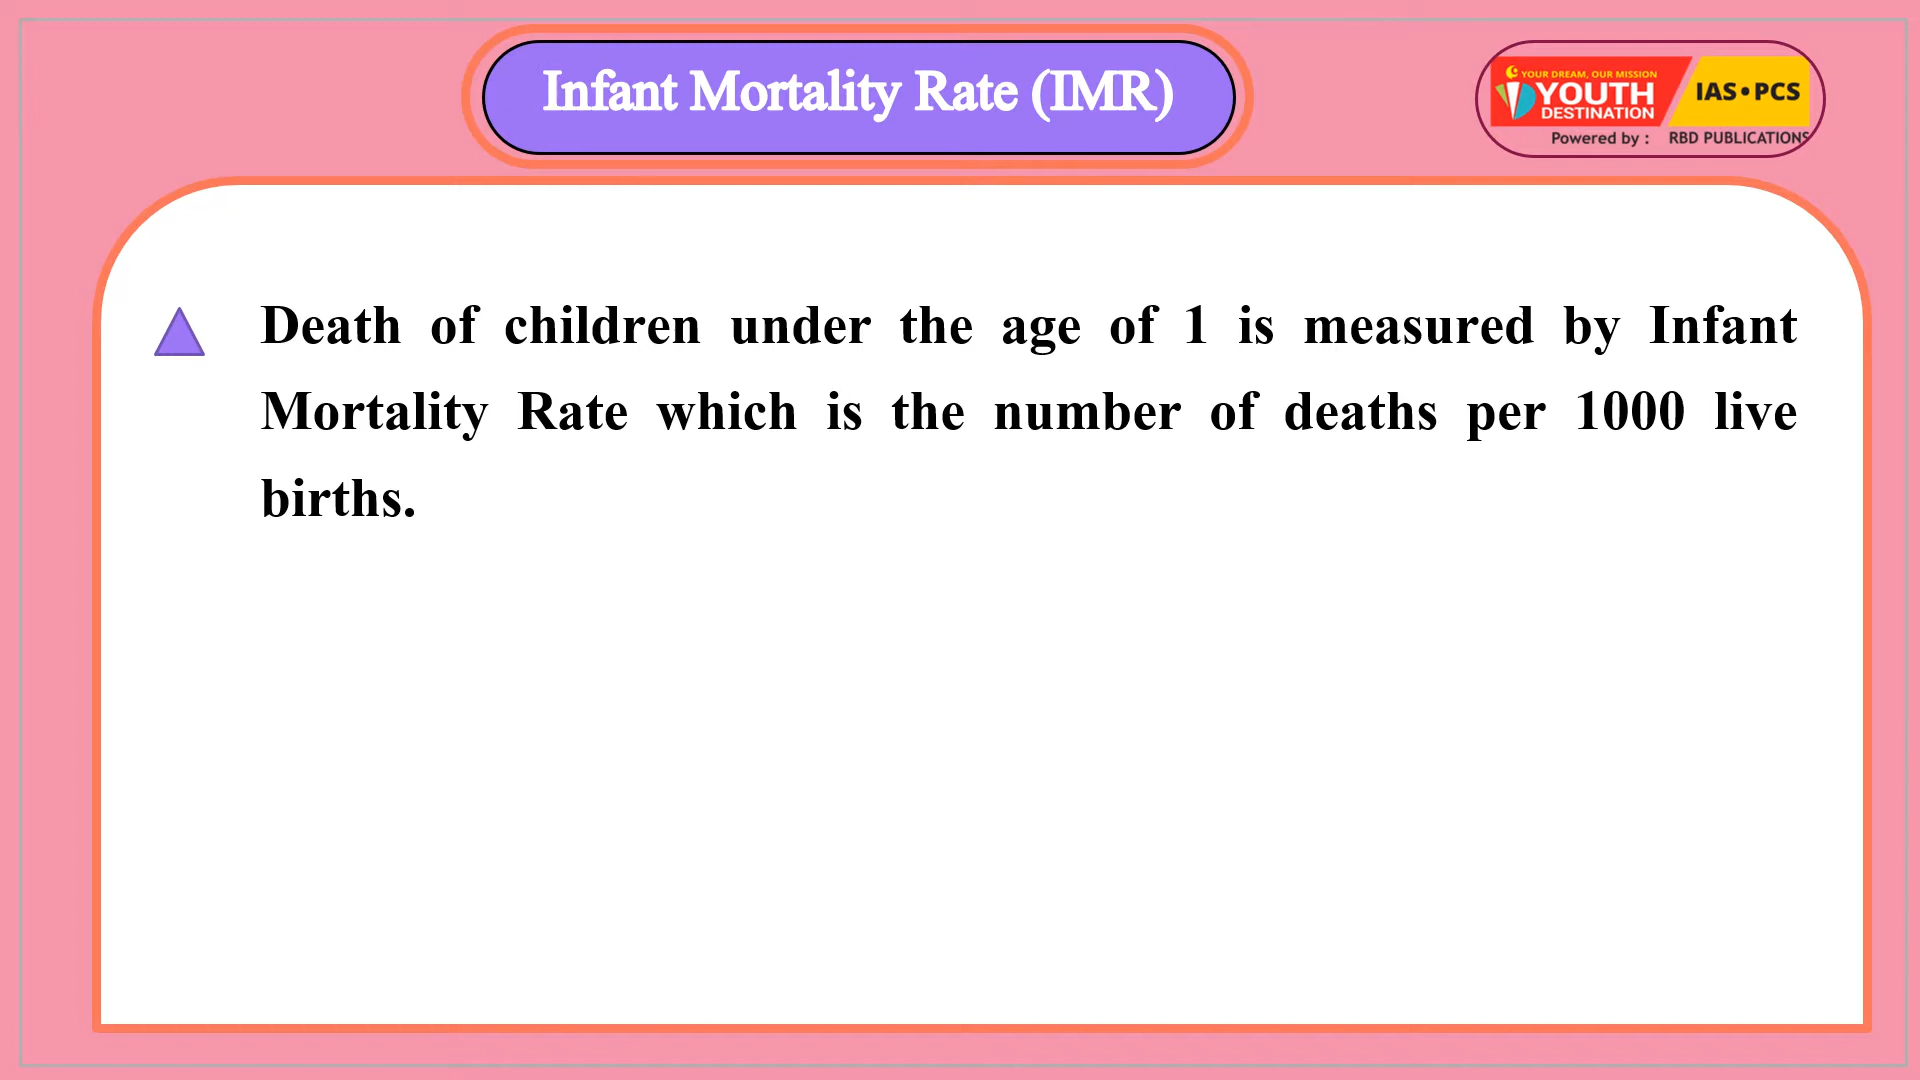 Infant Mortality Rate (IMR)
YOUR DREAM, OUR MISSION
YOUTH
DESTINATION
IAS•PCS
Powered by : RBD PUBLICATIONS
Death of children under the age of 1 is measured by Infant
Mortality Rate which is the number of deaths per 1000 live
births.